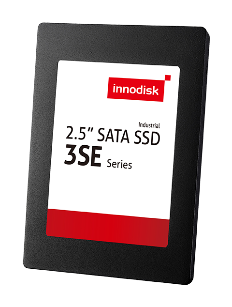 innodisk
Industrial
2.5” SATA SSD
3SE Series